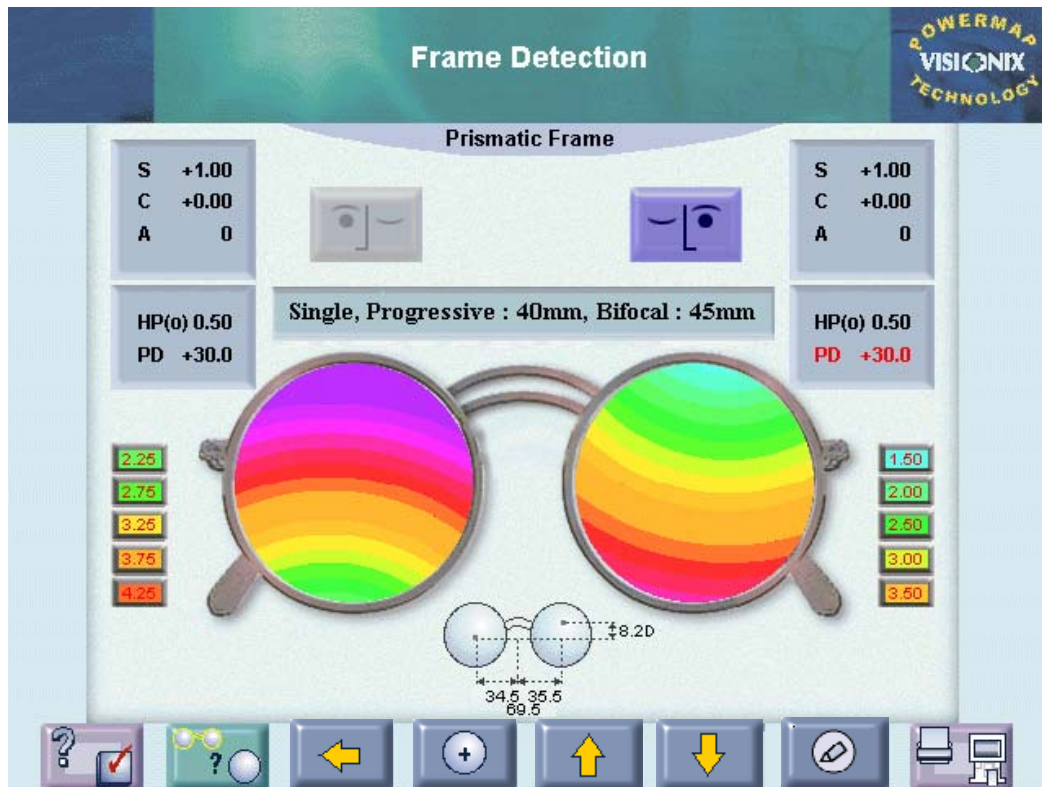 Frame Detection
POWERMAP
VISIONIX
TECHNOLOGY
Prismatic Frame
S +1.00
C +0.00
A 0
S +1.00
C +0.00
A 0
HP(o) 0.50
PD +30.0
Single, Progressive : 40mm, Bifocal : 45mm
HP(o) 0.50
PD +30.0
2.25
2.75
3.25
3.75
4.25
1.50
2.00
2.50
3.00
3.50
8.2D
34.5 35.5
69.5
?
?
+